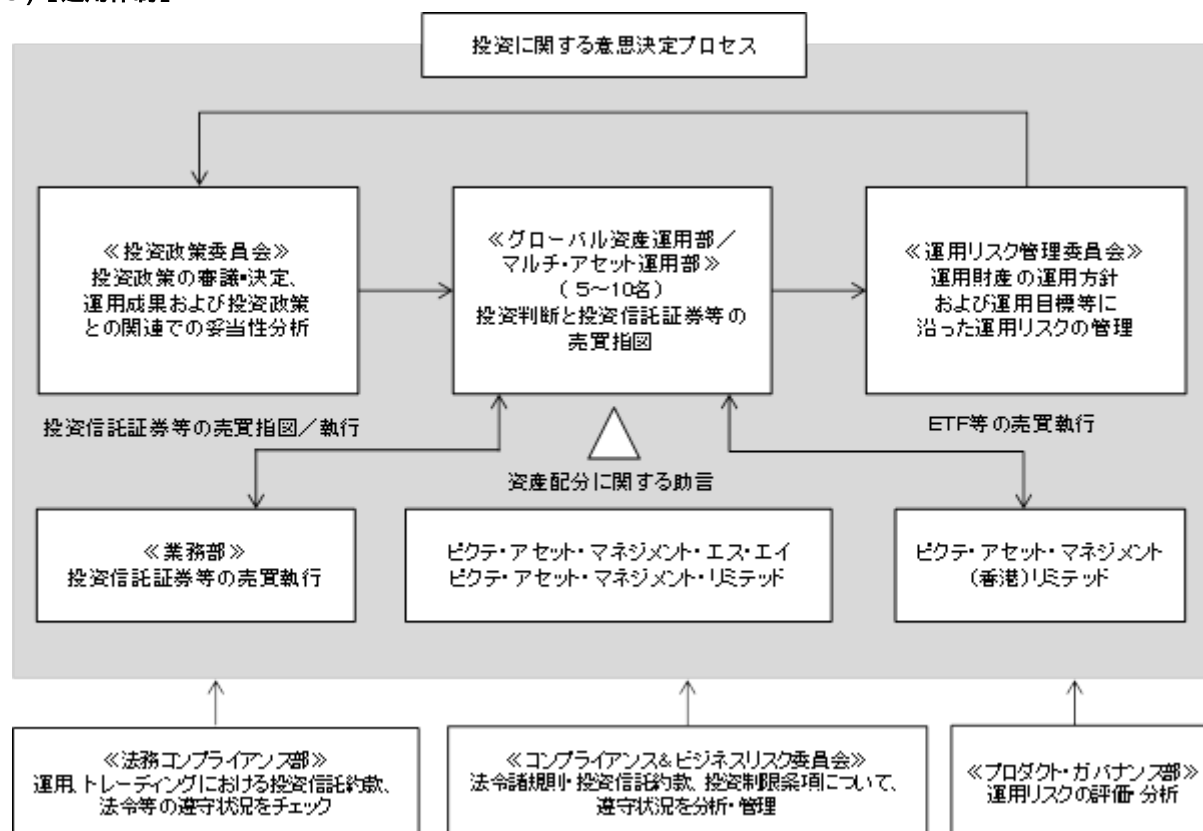 投資に関する意思決定プロセス
≪投資政策委員会≫
投資政策の審議・決定、
運用成果および投資政策
との関連での妥当性分析
≪グローバル資産運用部／
マルチ・アセット運用部≫
（5～10名）
投資判断と投資信託証券等の
売買指図
≪運用リスク管理委員会≫
運用財産の運用方針
および運用目標等に
沿った運用リスクの管理
投資信託証券等の売買指図／執行
ETF等の売買執行
資産配分に関する助言
≪業務部≫
投資信託証券等の売買執行
ピクテ・アセット・マネジメント・エス・エイ
ピクテ・アセット・マネジメント・リミテッド
ピクテ・アセット・マネジメント
（香港）リミテッド
≪法務コンプライアンス部≫
運用、トレーディングにおける投資信託約款、
法令等の遵守状況をチェック
≪コンプライアンス＆ビジネスリスク委員会≫
法令諸規則・投資信託約款、投資制限条項について、
遵守状況を分析・管理
≪プロダクト・ガバナンス部≫
運用リスクの評価・分析